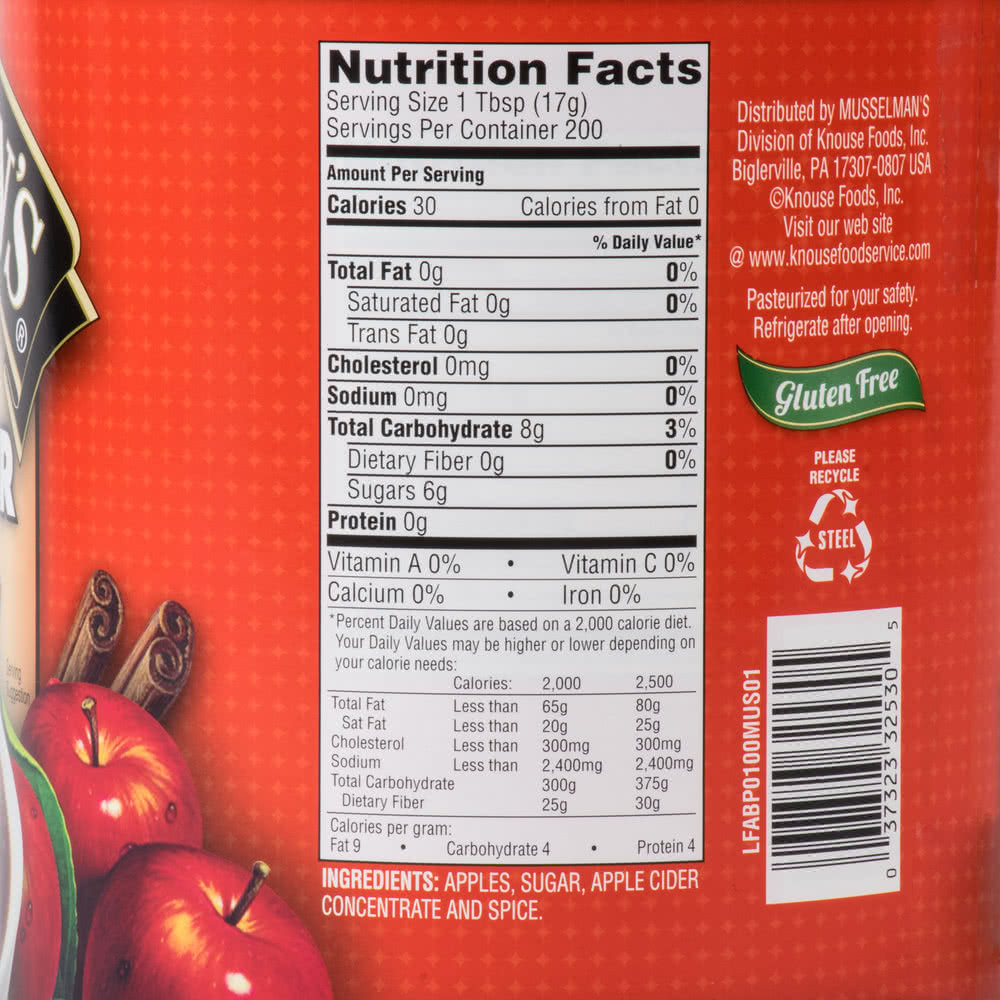 'S
®
R
Serving
Suggestion
Nutrition Facts
Serving Size 1 Tbsp (17g)
Servings Per Container 200
Amount Per Serving
Calories 30 Calories from Fat 0
% Daily Value*
Total Fat 0g 0%
Saturated Fat 0g 0%
Trans Fat 0g
Cholesterol 0mg 0%
Sodium 0mg 0%
Total Carbohydrate 8g 3%
Dietary Fiber 0g 0%
Sugars 6g
Protein 0g
Vitamin A 0% • Vitamin C 0%
Calcium 0% • Iron 0%
*Percent Daily Values are based on a 2,000 calorie diet.
Your Daily Values may be higher or lower depending on
your calorie needs:
Calories: 2,000 2,500
Total Fat Less than 65g 80g
Sat Fat Less than 20g 25g
Cholesterol Less than 300mg 300mg
Sodium Less than 2,400mg 2,400mg
Total Carbohydrate 300g 375g
Dietary Fiber 25g 30g
Calories per gram:
Fat 9 • Carbohydrate 4 • Protein 4
INGREDIENTS: APPLES, SUGAR, APPLE CIDER
CONCENTRATE AND SPICE.
Distributed by MUSSELMAN'S
Division of Knouse Foods, Inc.
Biglerville, PA 17307-0807 USA
©Knouse Foods, Inc.
Visit our web site
@ www.knousefoodservice.com
Pasteurized for your safety.
Refrigerate after opening.
Gluten Free
PLEASE
RECYCLE
STEEL
LFABP0100MUS01
0 37323 32530 5